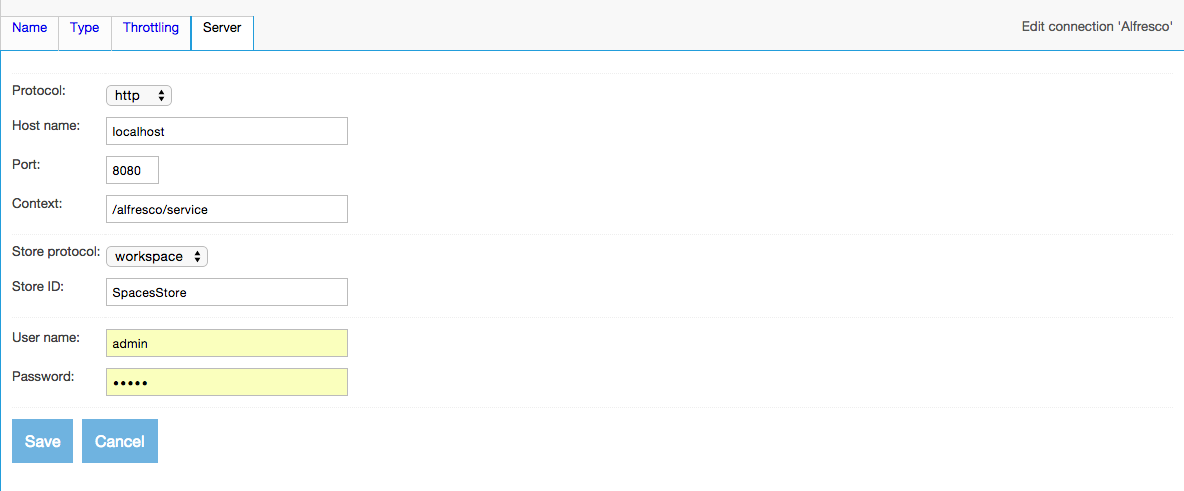 Name Type Throttling Server Edit connection 'Alfresco'
Protocol: http
Host name: localhost
Port: 8080
Context: /alfresco/service
Store protocol: workspace
Store ID: SpacesStore
User name: admin
Password: •••••
Save Cancel